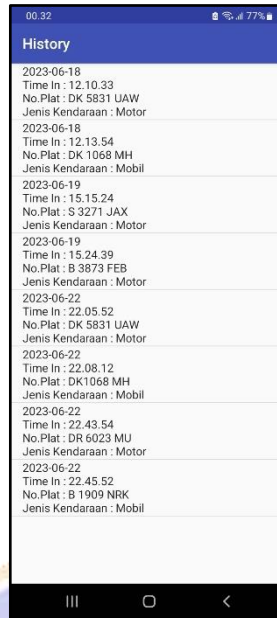 00.32 77%
History
2023-06-18
Time In : 12.10.33
No.Plat : DK 5831 UAW
Jenis Kendaraan : Motor
2023-06-18
Time In : 12.13.54
No.Plat : DK 1068 MH
Jenis Kendaraan : Mobil
2023-06-19
Time In : 15.15.24
No.Plat : S 3271 JAX
Jenis Kendaraan : Motor
2023-06-19
Time In : 15.24.39
No.Plat : B 3873 FEB
Jenis Kendaraan : Motor
2023-06-22
Time In : 22.05.52
No.Plat : DK 5831 UAW
Jenis Kendaraan : Motor
2023-06-22
Time In : 22.08.12
No.Plat : DK1068 MH
Jenis Kendaraan : Mobil
2023-06-22
Time In : 22.43.54
No.Plat : DR 6023 MU
Jenis Kendaraan : Motor
2023-06-22
Time In : 22.45.52
No.Plat : B 1909 NRK
Jenis Kendaraan : Mobil